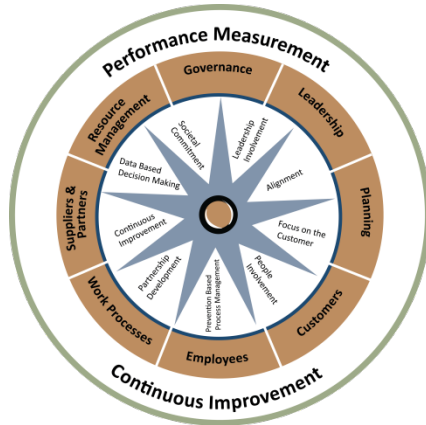 Performance Measurement
Governance
Leadership
Planning
Customers
Employees
Work Processes
Suppliers &
Partners
Resource
Management
Leadership
Involvement
Alignment
Focus on the
Customer
People
Involvement
Prevention Based
Process Management
Partnership
Development
Continuous
Improvement
Data Based
Decision Making
Societal
Commitment
Continuous Improvement